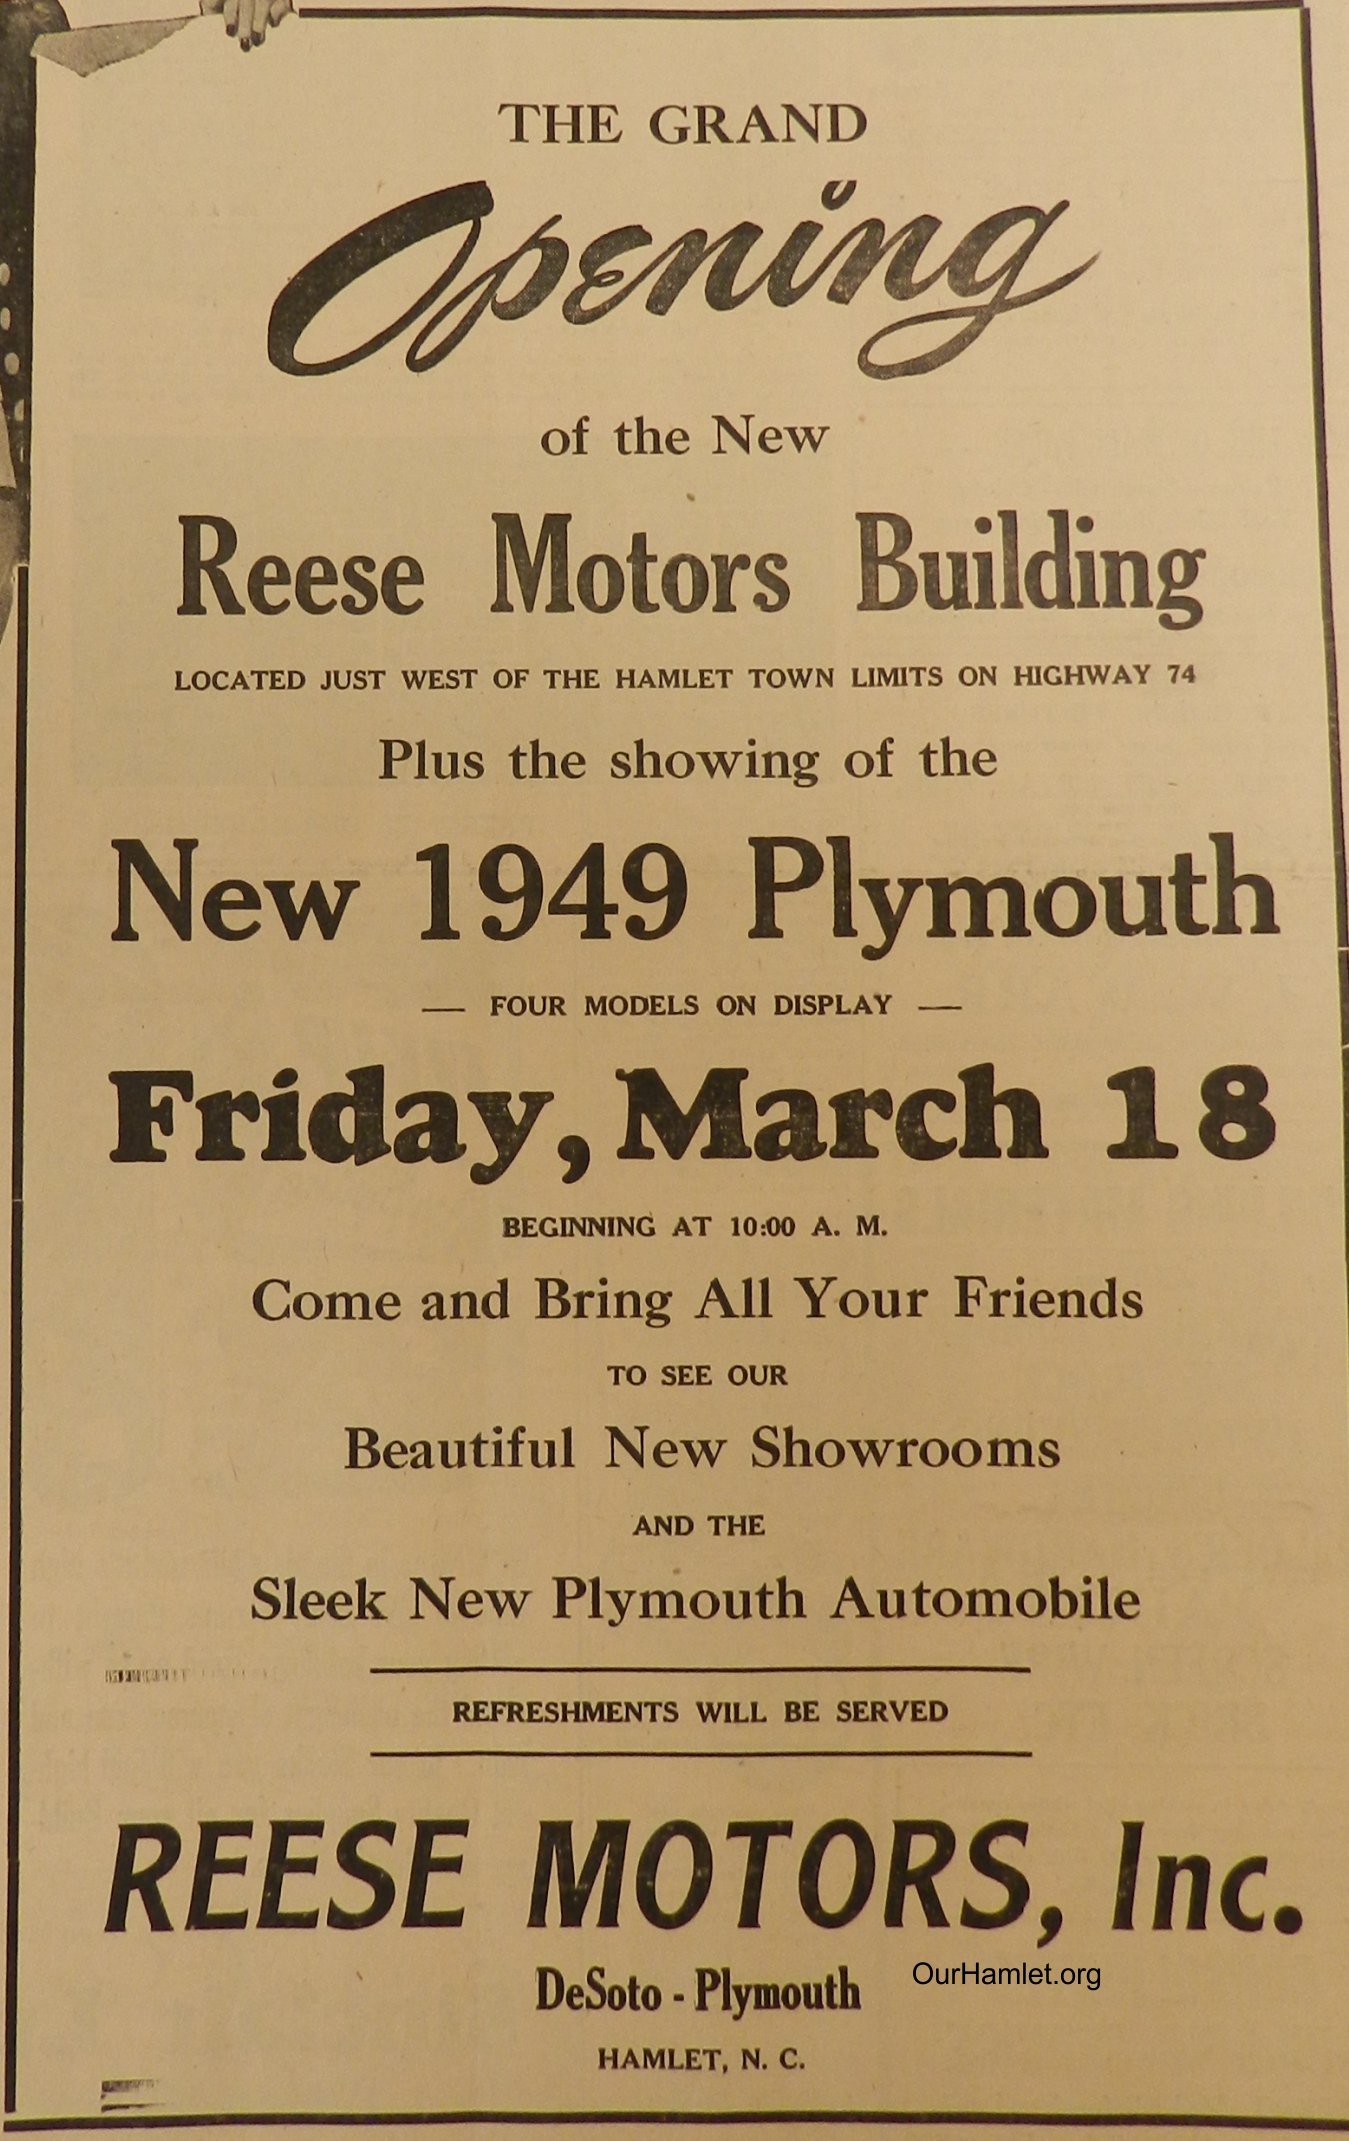 THE GRAND
Opening
of the New
Reese Motors Building
LOCATED JUST WEST OF THE HAMLET TOWN LIMITS ON HIGHWAY 74
Plus the showing of the
New 1949 Plymouth
— FOUR MODELS ON DISPLAY —
Friday, March 18
BEGINNING AT 10:00 A. M.
Come and Bring All Your Friends
TO SEE OUR
Beautiful New Showrooms
AND THE
Sleek New Plymouth Automobile
REFRESHMENTS WILL BE SERVED
REESE MOTORS, Inc.
DeSoto - Plymouth
OurHamlet.org
HAMLET, N. C.